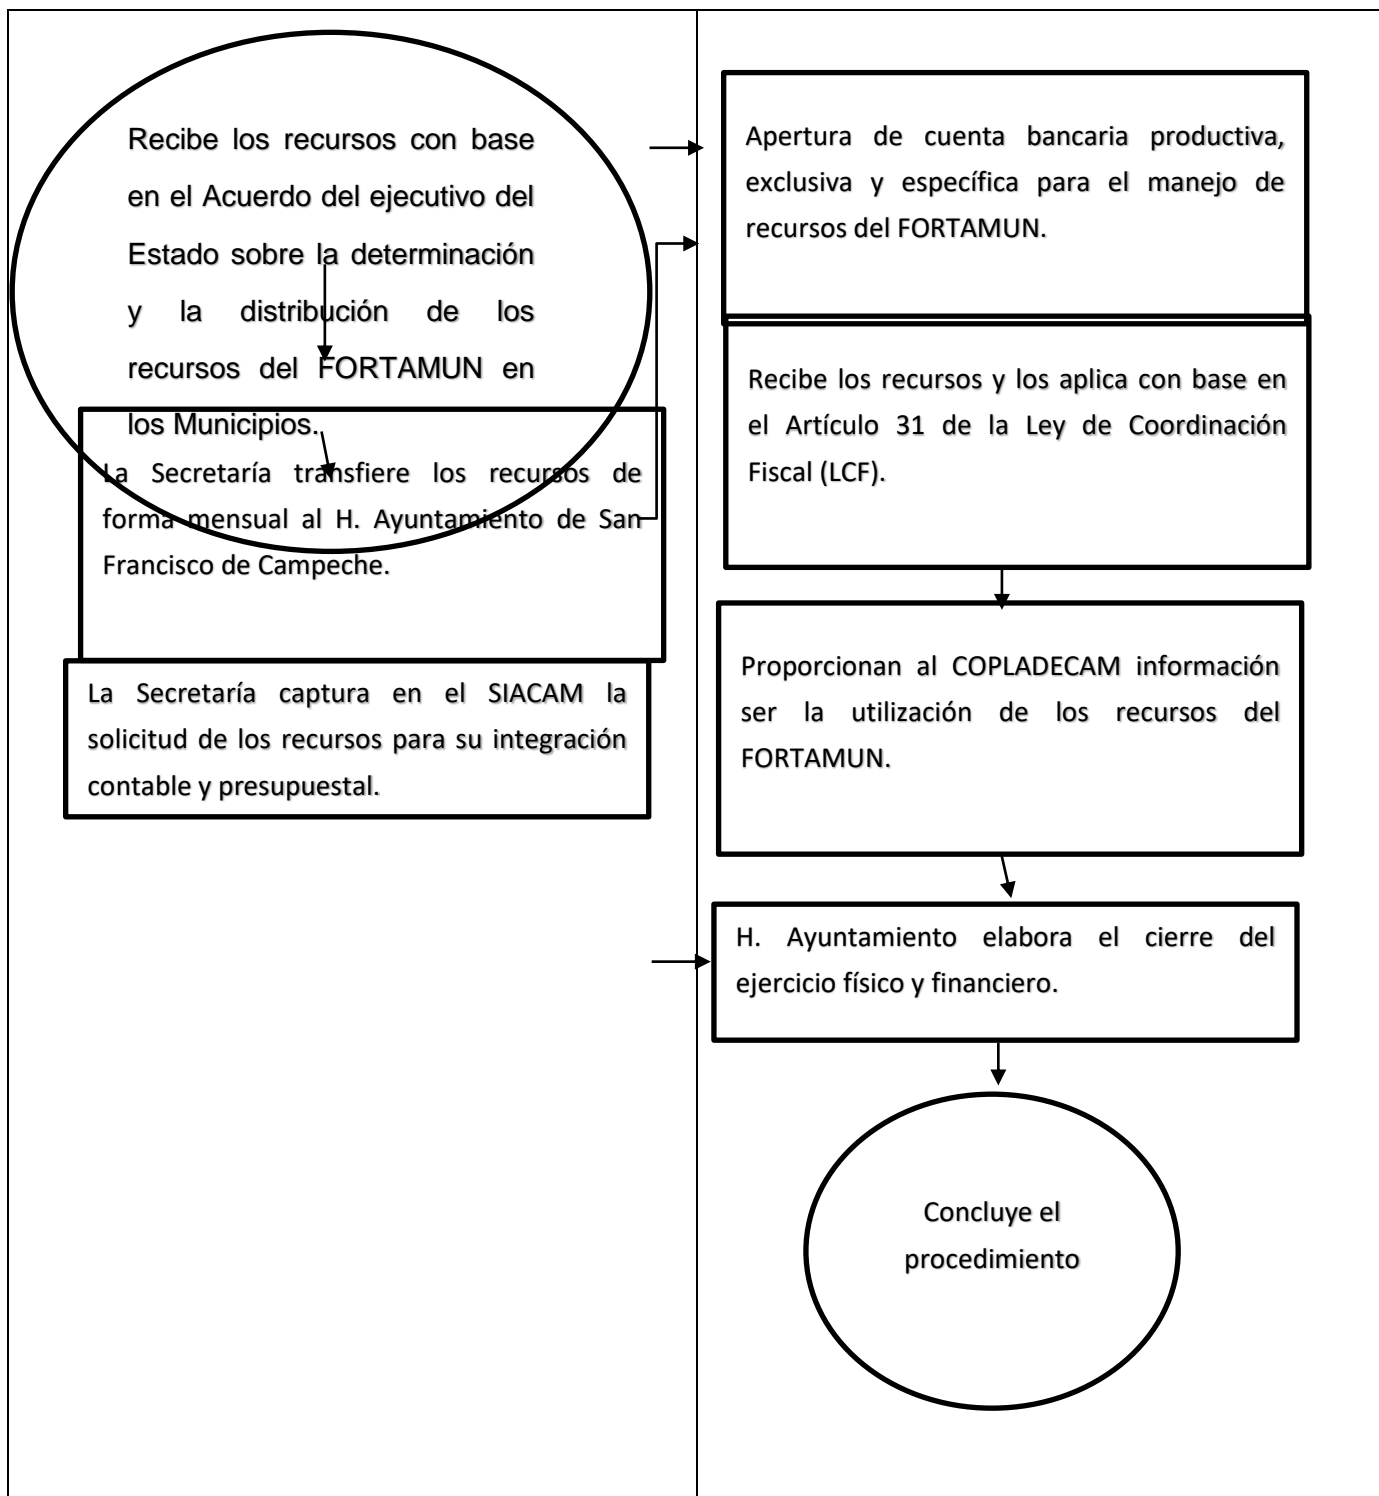 Recibe los recursos con base
en el Acuerdo del ejecutivo del
Estado sobre la determinación
y la distribución de los
recursos del FORTAMUN en
los Municipios.
La Secretaría transfiere los recursos de
forma mensual al H. Ayuntamiento de San
Francisco de Campeche.
La Secretaría captura en el SIACAM la
solicitud de los recursos para su integración
contable y presupuestal.
Apertura de cuenta bancaria productiva,
exclusiva y específica para el manejo de
recursos del FORTAMUN.
Recibe los recursos y los aplica con base en
el Artículo 31 de la Ley de Coordinación
Fiscal (LCF).
Proporcionan al COPLADECAM información
ser la utilización de los recursos del
FORTAMUN.
H. Ayuntamiento elabora el cierre del
ejercicio físico y financiero.
Concluye el
procedimiento